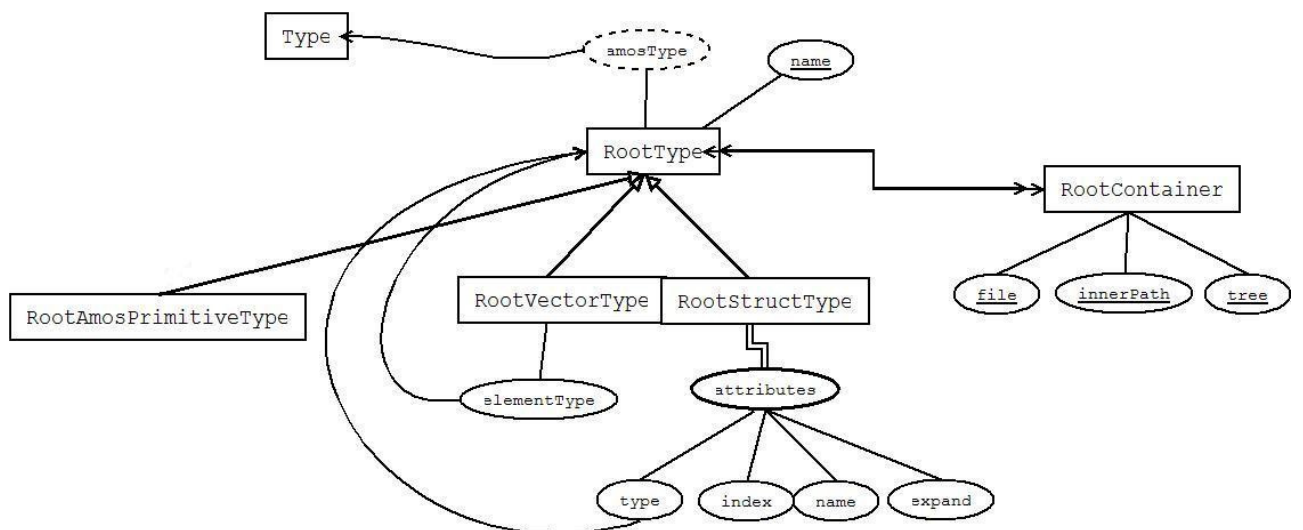 Type
amosType
name
RootType
RootContainer
RootAmosPrimitiveType
RootVectorType
RootStructType
file
innerPath
tree
elementType
attributes
type
index
name
expand